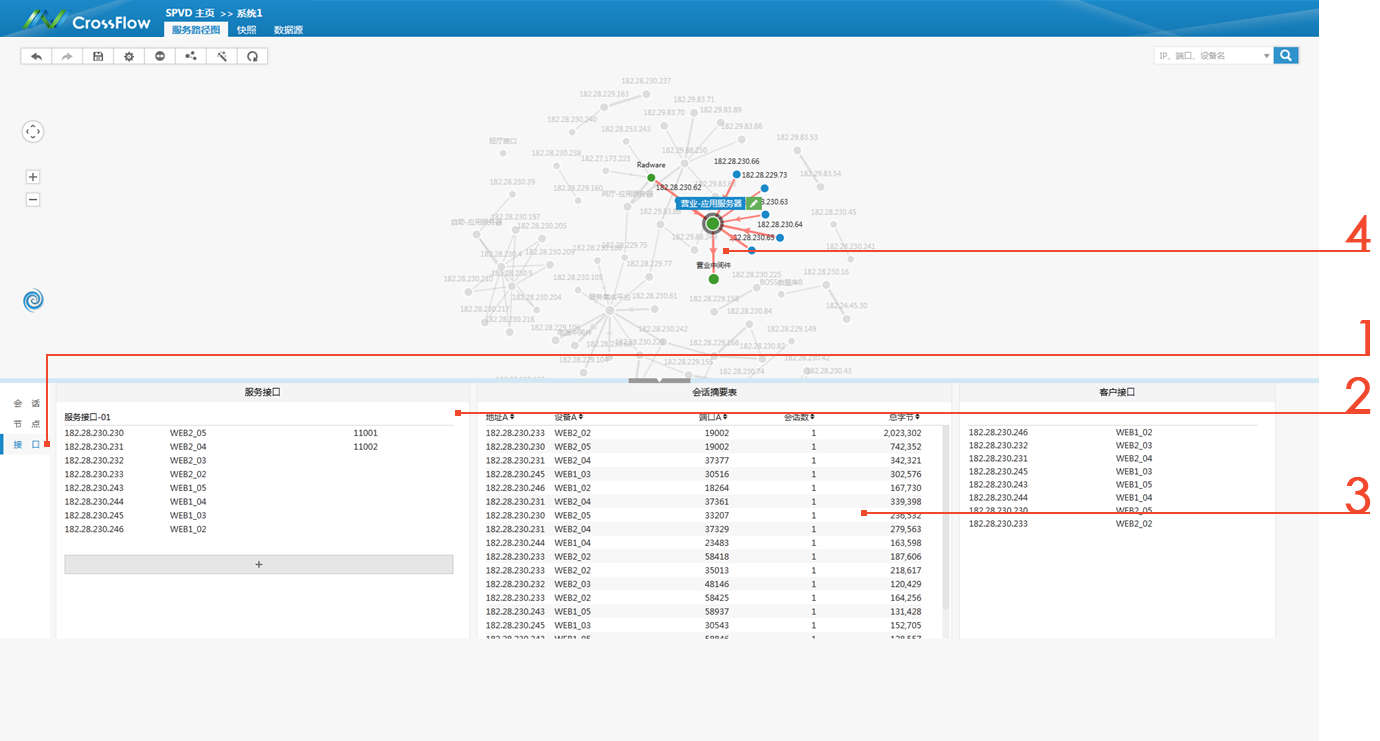 CrossFlow
SPVD 主页 >> 系统1
服务路径图 快照 数据源
IP、端口、设备名
182.28.230.237
182.28.229.163
182.29.83.71
182.29.83.70
182.29.83.89
182.28.230.240
182.28.253.243
182.29.83.88
182.29.83.53
182.28.230.238
182.27.173.223
182.29.88.250
Radware
182.28.230.66
182.28.229.73
182.29.83.54
182.28.230.39
182.28.229.160
182.28.230.62
营业-应用服务器
182.28.230.45
182.28.230.197
182.28.230.205
182.28.230.64
182.28.230.241
182.28.230.4
182.28.230.209
182.28.229.75
182.28.229.77
营业中间件
182.28.230.225
182.28.230.16
182.28.230.210
182.28.230.105
182.28.230.204
服务集成平台
182.28.230.61
182.28.229.158
182.24.45.30
182.28.230.217
182.28.230.218
182.28.230.84
182.28.230.242
182.28.229.149
182.28.230.82
182.28.229.155
182.28.230.42
182.28.230.74
182.28.230.43
4
1
2
3
会 话
节 点
接 口
服务接口
服务接口-01
182.28.230.230 WEB2_05 11001
182.28.230.231 WEB2_04 11002
182.28.230.232 WEB2_03
182.28.230.233 WEB2_02
182.28.230.243 WEB1_05
182.28.230.244 WEB1_04
182.28.230.245 WEB1_03
182.28.230.246 WEB1_02
+
会话摘要表
地址A 设备A 端口A 会话数 总字节
182.28.230.233 WEB2_02 19002 1 2,023,302
182.28.230.230 WEB2_05 19002 1 742,352
182.28.230.231 WEB2_04 37377 1 342,321
182.28.230.245 WEB1_03 30516 1 302,576
182.28.230.246 WEB1_02 18264 1 167,730
182.28.230.231 WEB2_04 37361 1 339,398
182.28.230.230 WEB2_05 33207 1 236,532
182.28.230.231 WEB2_04 37329 1 279,563
182.28.230.244 WEB1_04 23483 1 163,598
182.28.230.233 WEB2_02 58418 1 187,606
182.28.230.233 WEB2_02 35013 1 218,617
182.28.230.232 WEB2_03 48146 1 120,429
182.28.230.233 WEB2_02 58425 1 164,256
182.28.230.243 WEB1_05 58937 1 131,428
182.28.230.245 WEB1_03 30543 1 152,705
客户接口
182.28.230.246 WEB1_02
182.28.230.232 WEB2_03
182.28.230.231 WEB2_04
182.28.230.245 WEB1_03
182.28.230.243 WEB1_05
182.28.230.244 WEB1_04
182.28.230.230 WEB2_05
182.28.230.233 WEB2_02